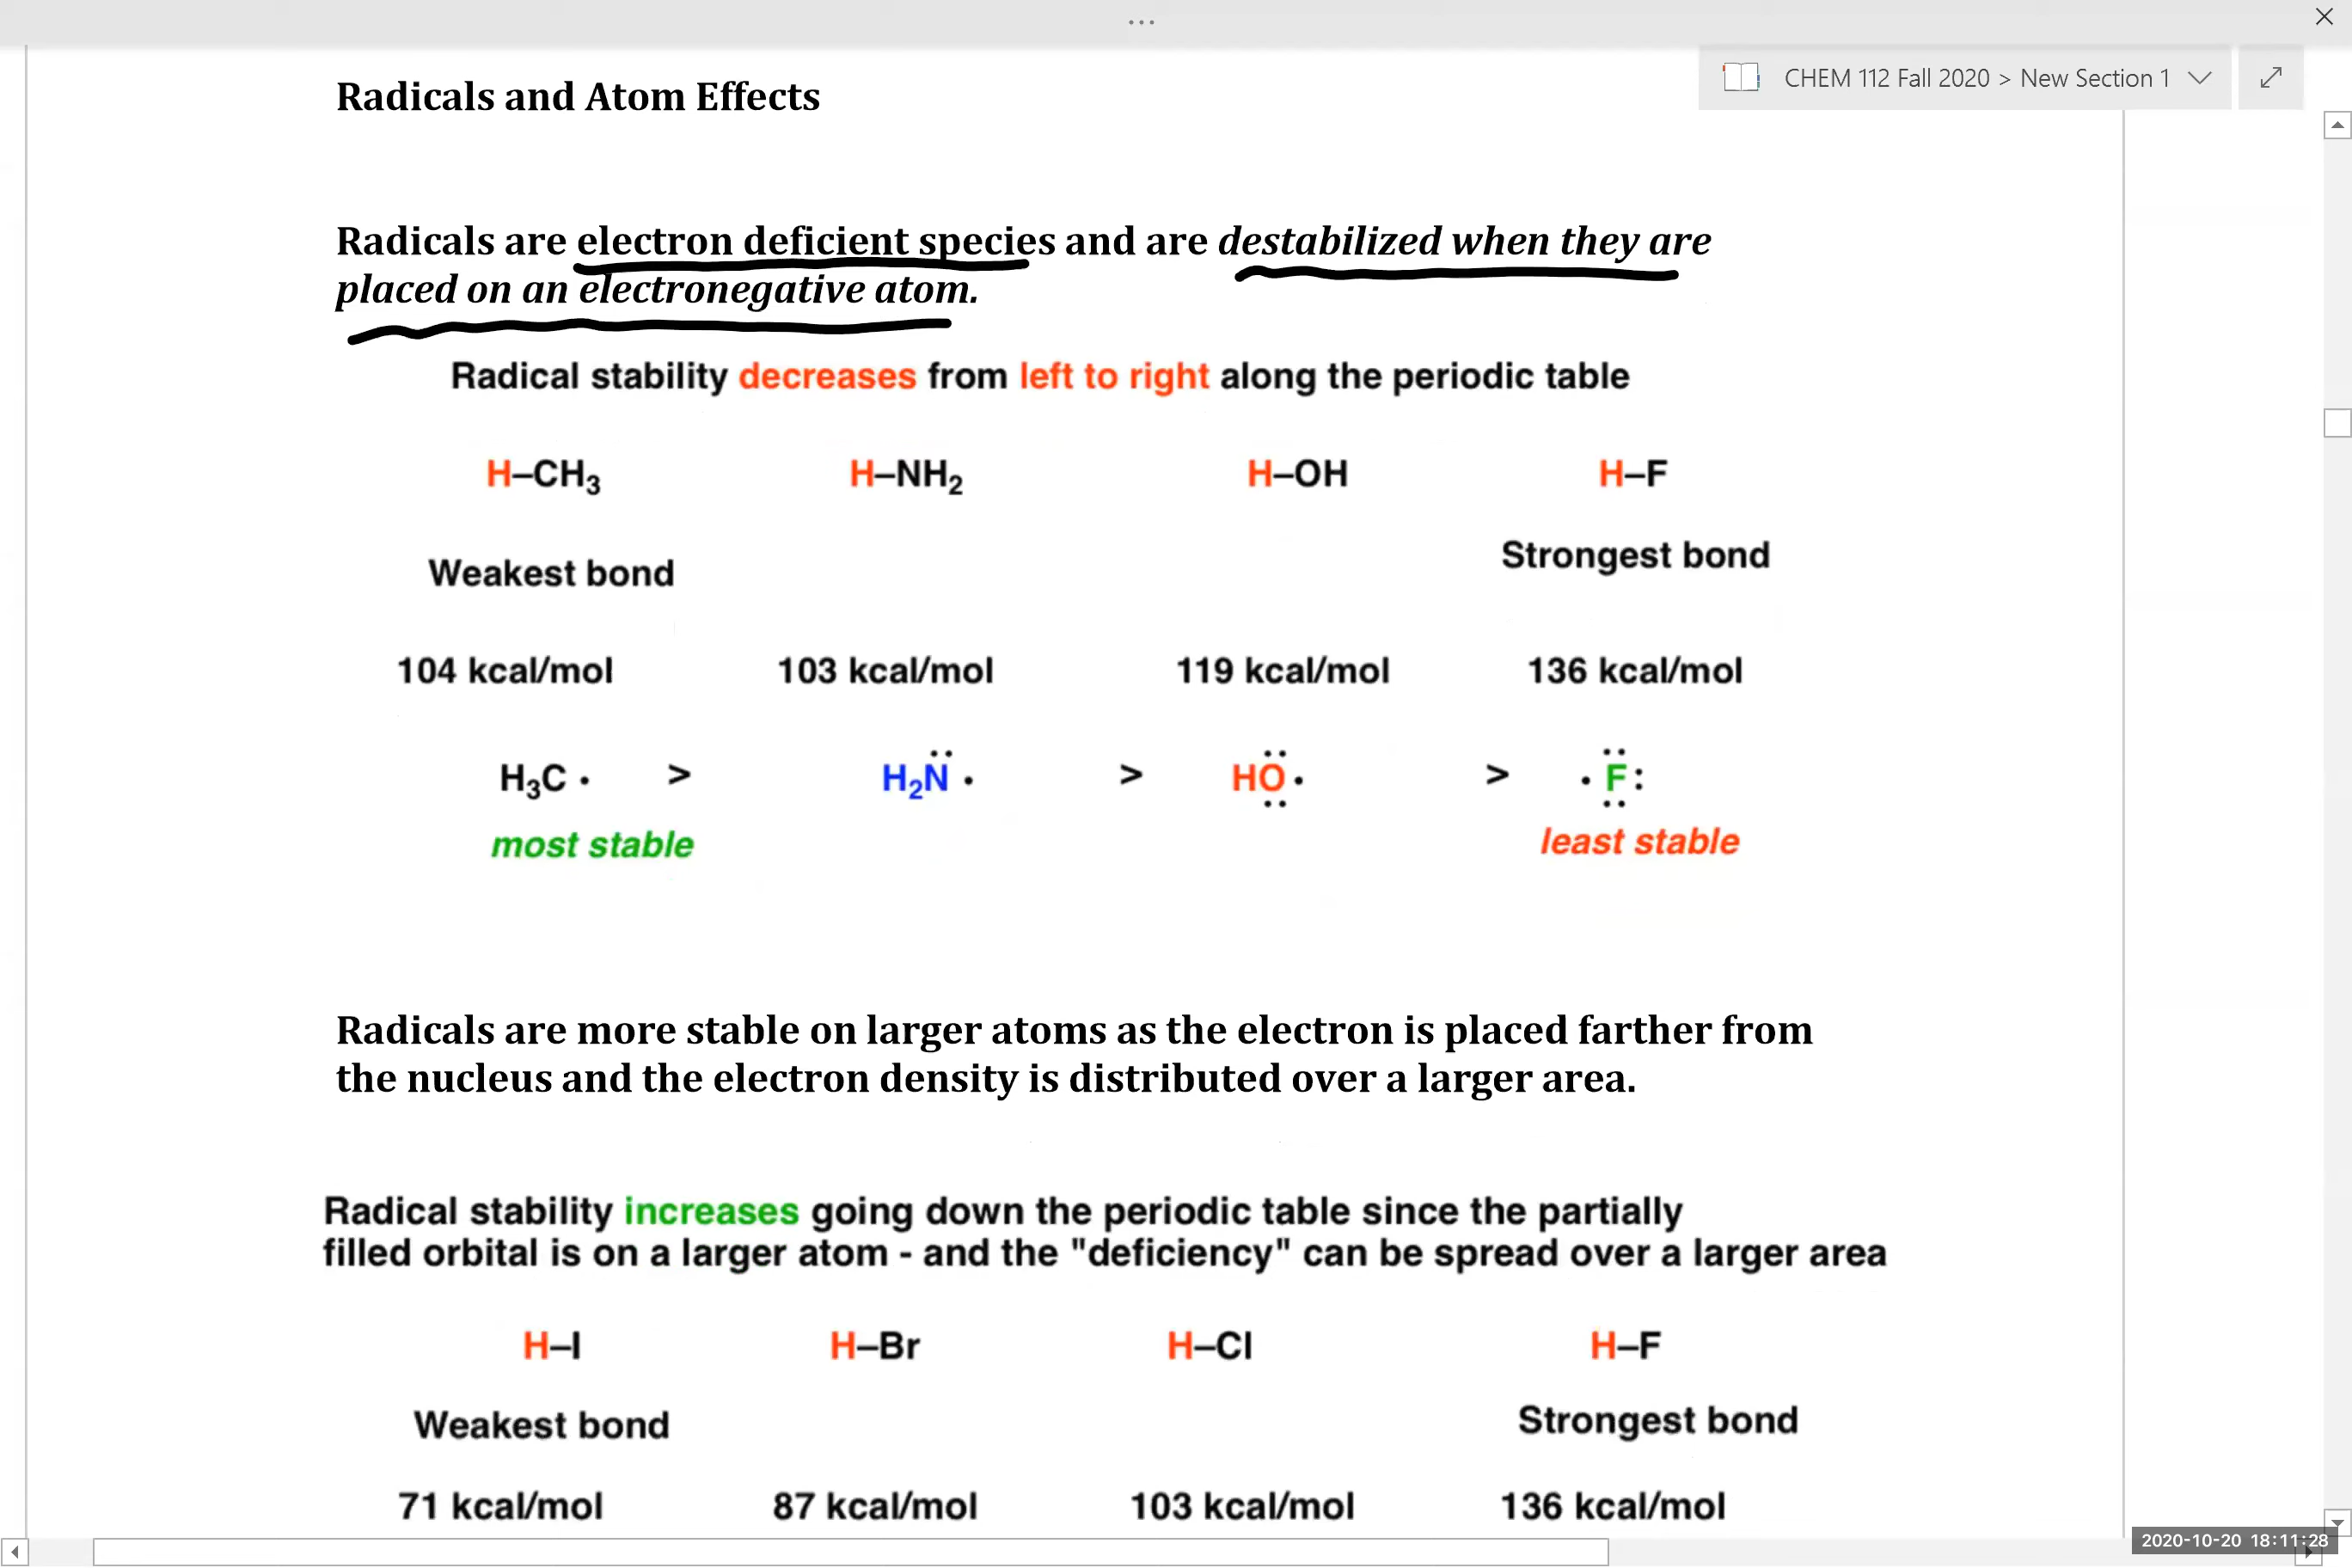 ...
CHEM 112 Fall 2020 > New Section 1
Radicals and Atom Effects
Radicals are electron deficient species and are destabilized when they are
placed on an electronegative atom.
Radical stability decreases from left to right along the periodic table
H–CH3 H–NH2 H–OH H–F
Weakest bond Strongest bond
104 kcal/mol 103 kcal/mol 119 kcal/mol 136 kcal/mol
H3C · > H2N̈ · > HÖ̤ · > · F̤̈ :
most stable least stable
Radicals are more stable on larger atoms as the electron is placed farther from
the nucleus and the electron density is distributed over a larger area.
Radical stability increases going down the periodic table since the partially
filled orbital is on a larger atom - and the "deficiency" can be spread over a larger area
H–I H–Br H–Cl H–F
Weakest bond Strongest bond
71 kcal/mol 87 kcal/mol 103 kcal/mol 136 kcal/mol
2020-10-20 18:11:28